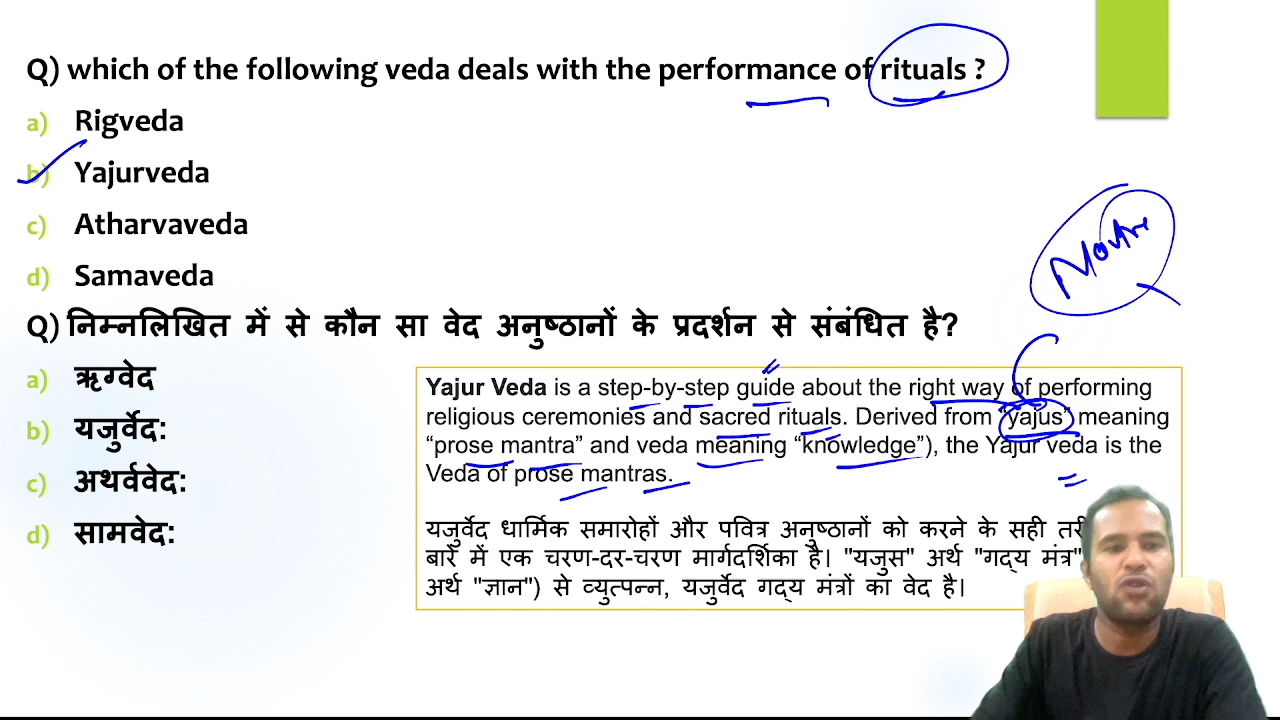 Q) which of the following veda deals with the performance of rituals ?
a) Rigveda
b) Yajurveda
c) Atharvaveda
d) Samaveda
Q) निम्नलिखित में से कौन सा वेद अनुष्ठानों के प्रदर्शन से संबंधित है?
a) ऋग्वेद
b) यजुर्वेद:
c) अथर्ववेद:
d) सामवेद:
Yajur Veda is a step-by-step guide about the right way of performing
religious ceremonies and sacred rituals. Derived from “yajus” meaning
“prose mantra” and veda meaning “knowledge”), the Yajur veda is the
Veda of prose mantras.
यजुर्वेद धार्मिक समारोहों और पवित्र अनुष्ठानों को करने के सही
बारे में एक चरण-दर-चरण मार्गदर्शिका है। "यजुस" अर्थ "गद्य मंत्र"
अर्थ "ज्ञान") से व्युत्पन्न, यजुर्वेद गद्य मंत्रों का वेद है।